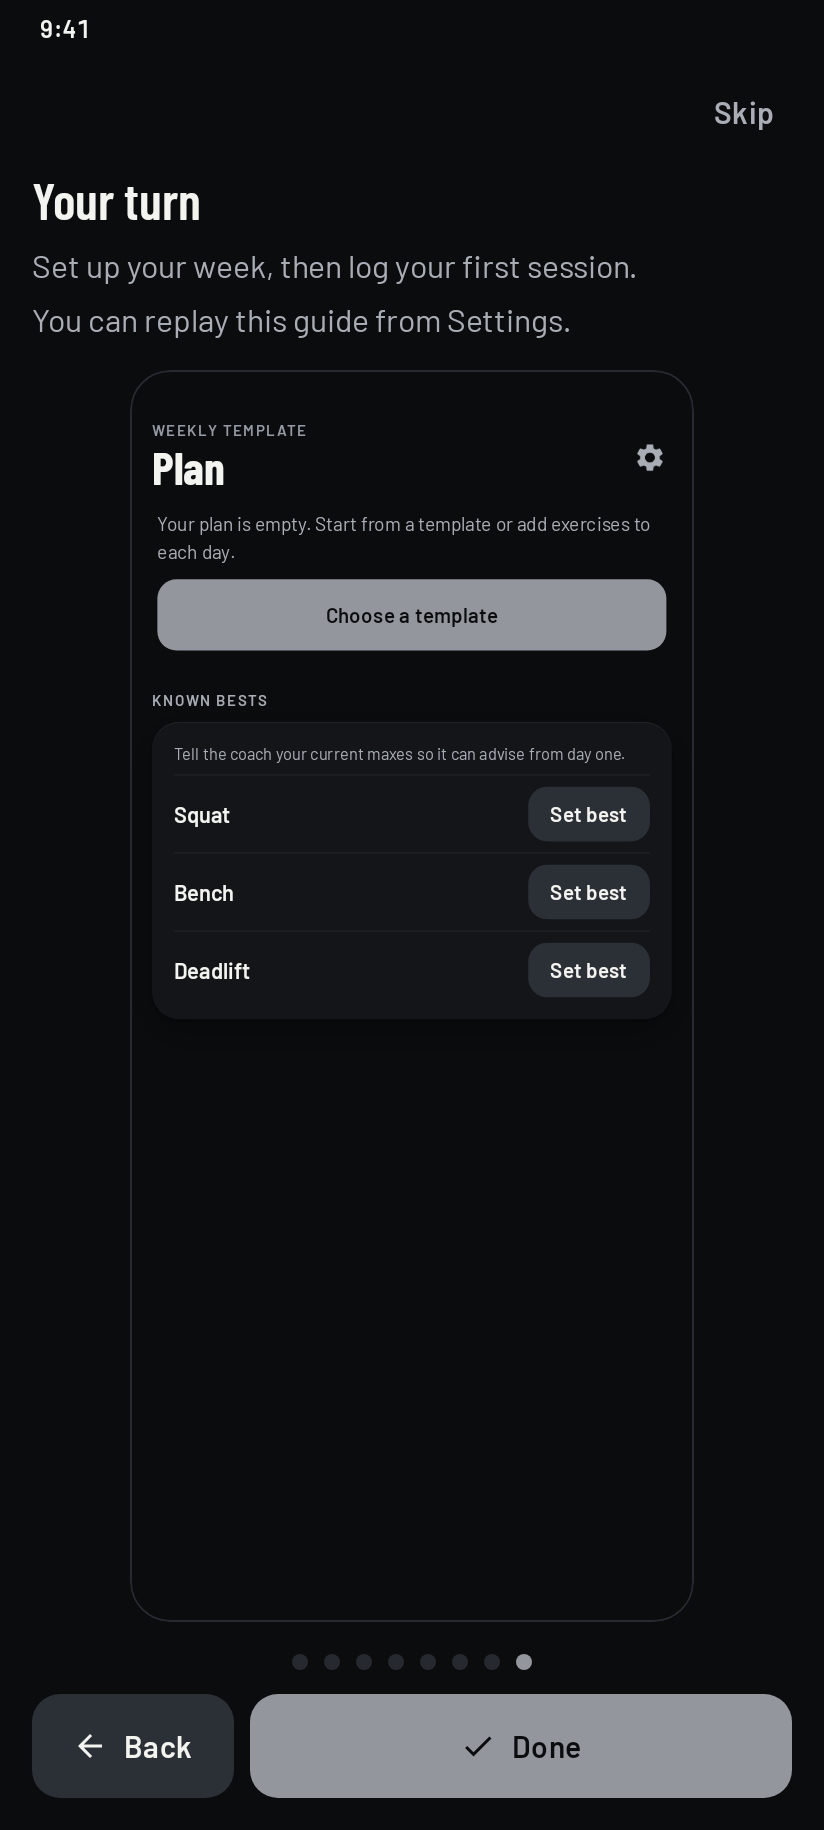 9:41
Skip
Your turn
Set up your week, then log your first session.
You can replay this guide from Settings.
WEEKLY TEMPLATE
Plan
Your plan is empty. Start from a template or add exercises to
each day.
Choose a template
KNOWN BESTS
Tell the coach your current maxes so it can advise from day one.
Squat
Set best
Bench
Set best
Deadlift
Set best
Back
Done